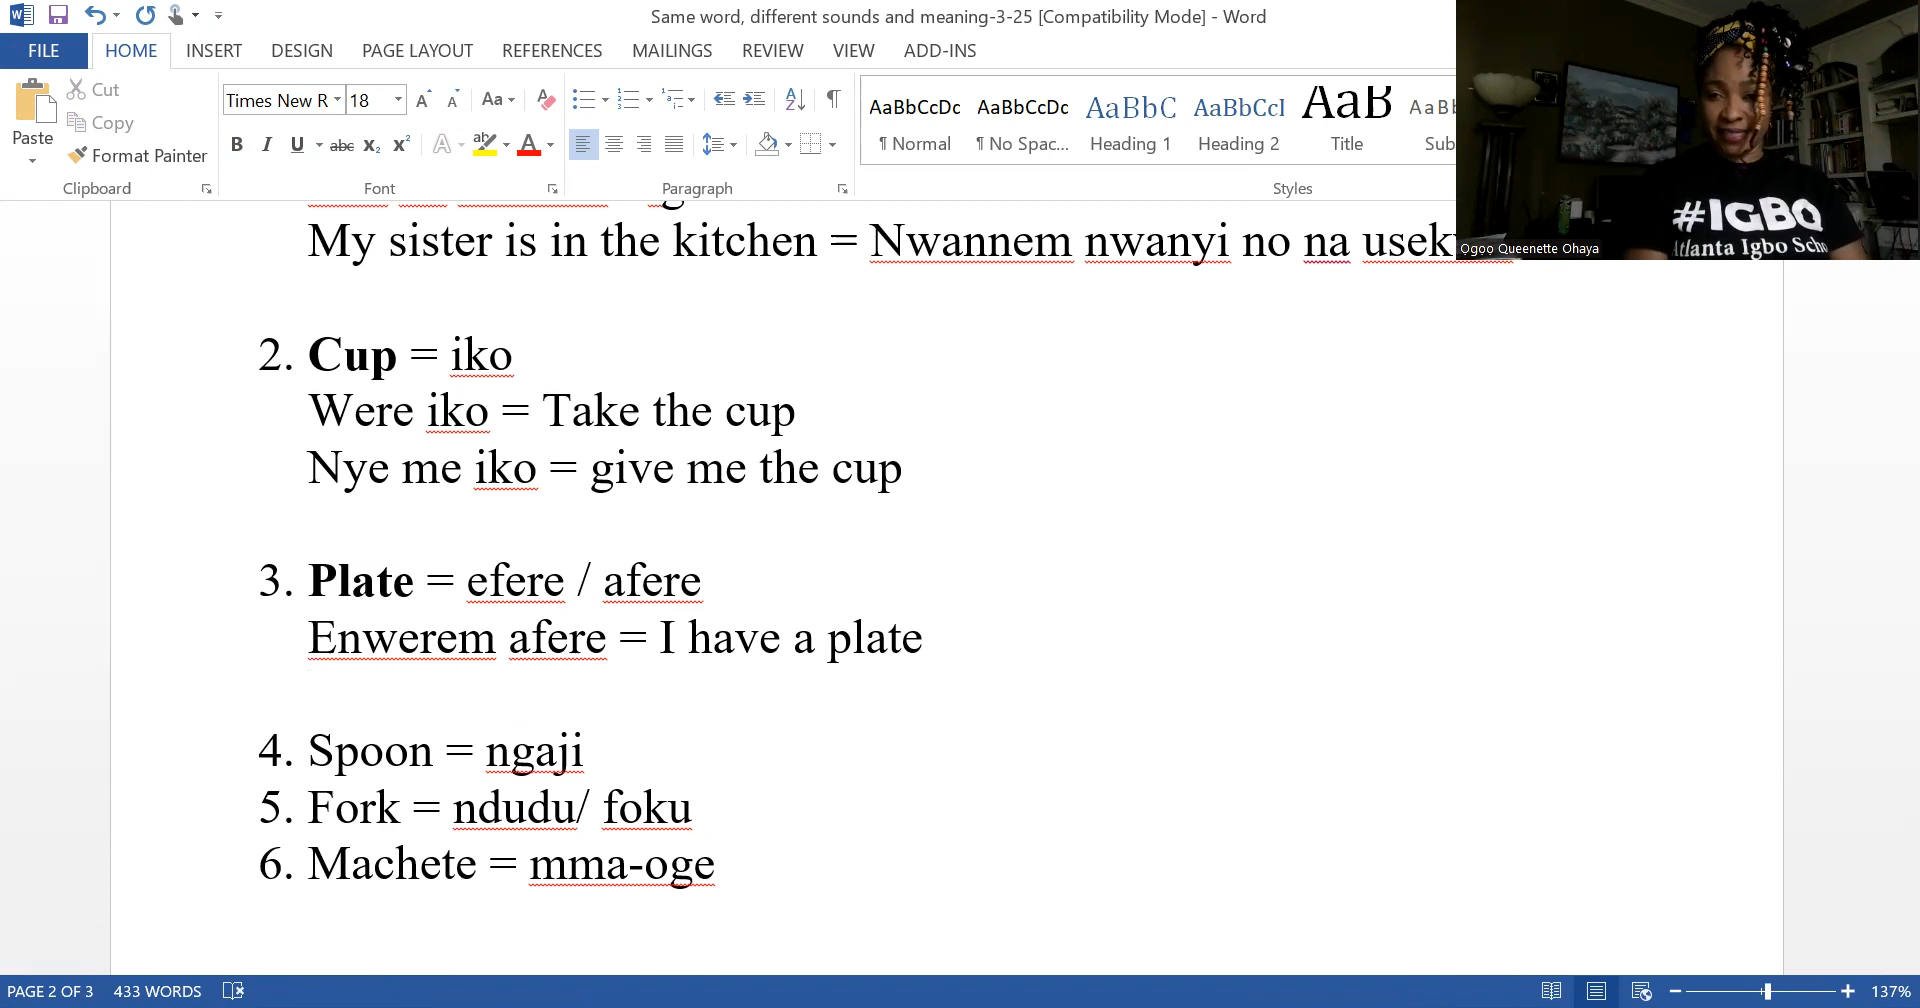 Same word, different sounds and meaning-3-25 [Compatibility Mode] - Word
FILE HOME INSERT DESIGN PAGE LAYOUT REFERENCES MAILINGS REVIEW VIEW ADD-INS
Paste
Cut
Copy
Format Painter
Clipboard
Times New R 18
Font
Paragraph
AaBbCcDc AaBbCcDc AaBbC AaBbCcI AaB AaBb
¶ Normal ¶ No Spac... Heading 1 Heading 2 Title Sub
Styles
#IGBO
Atlanta Igbo Scho
Ọgọọ Queenette Ohaya
My sister is in the kitchen = Nwannem nwanyi no na
2. Cup = iko
Were iko = Take the cup
Nye me iko = give me the cup
3. Plate = efere / afere
Enwerem afere = I have a plate
4. Spoon = ngaji
5. Fork = ndudu/ foku
6. Machete = mma-oge
PAGE 2 OF 3 433 WORDS 137%